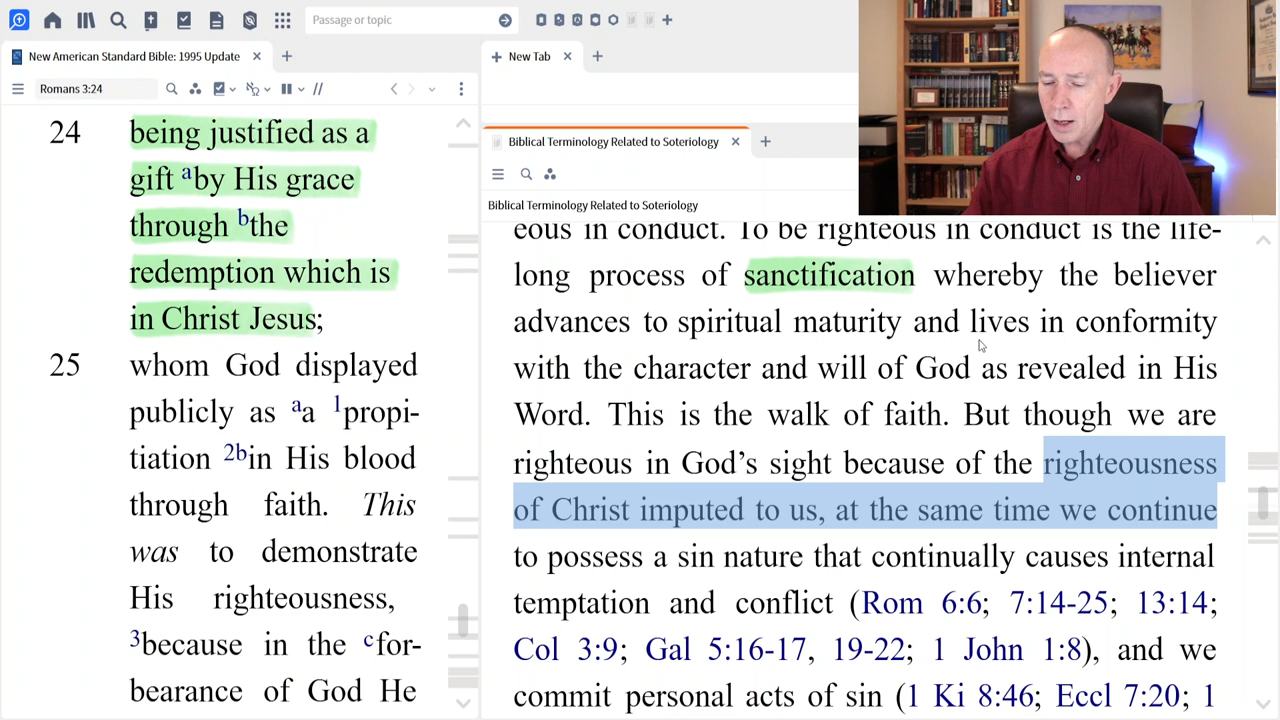 Passage or topic
New American Standard Bible: 1995 Update
Romans 3:24
24 being justified as a
gift aby His grace
through bthe
redemption which is
in Christ Jesus;
25 whom God displayed
publicly as aa 1propi-
tiation 2bin His blood
through faith. This
was to demonstrate
His righteousness,
3because in the cfor-
bearance of God He
New Tab
Biblical Terminology Related to Soteriology
Biblical Terminology Related to Soteriology
eous in conduct. To be righteous in conduct is the life-
long process of sanctification whereby the believer
advances to spiritual maturity and lives in conformity
with the character and will of God as revealed in His
Word. This is the walk of faith. But though we are
righteous in God’s sight because of the righteousness
of Christ imputed to us, at the same time we continue
to possess a sin nature that continually causes internal
temptation and conflict (Rom 6:6; 7:14-25; 13:14;
Col 3:9; Gal 5:16-17, 19-22; 1 John 1:8), and we
commit personal acts of sin (1 Ki 8:46; Eccl 7:20; 1